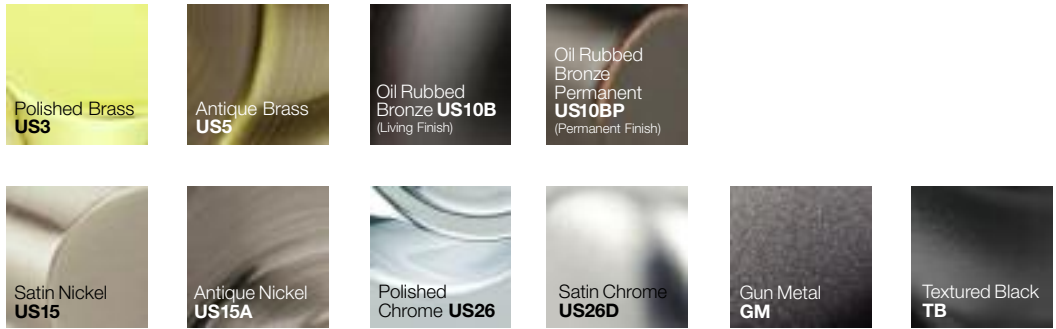 Polished Brass
US3
Antique Brass
US5
Oil Rubbed
Bronze US10B
(Living Finish)
Oil Rubbed
Bronze
Permanent
US10BP
(Permanent Finish)
Satin Nickel
US15
Antique Nickel
US15A
Polished
Chrome US26
Satin Chrome
US26D
Gun Metal
GM
Textured Black
TB